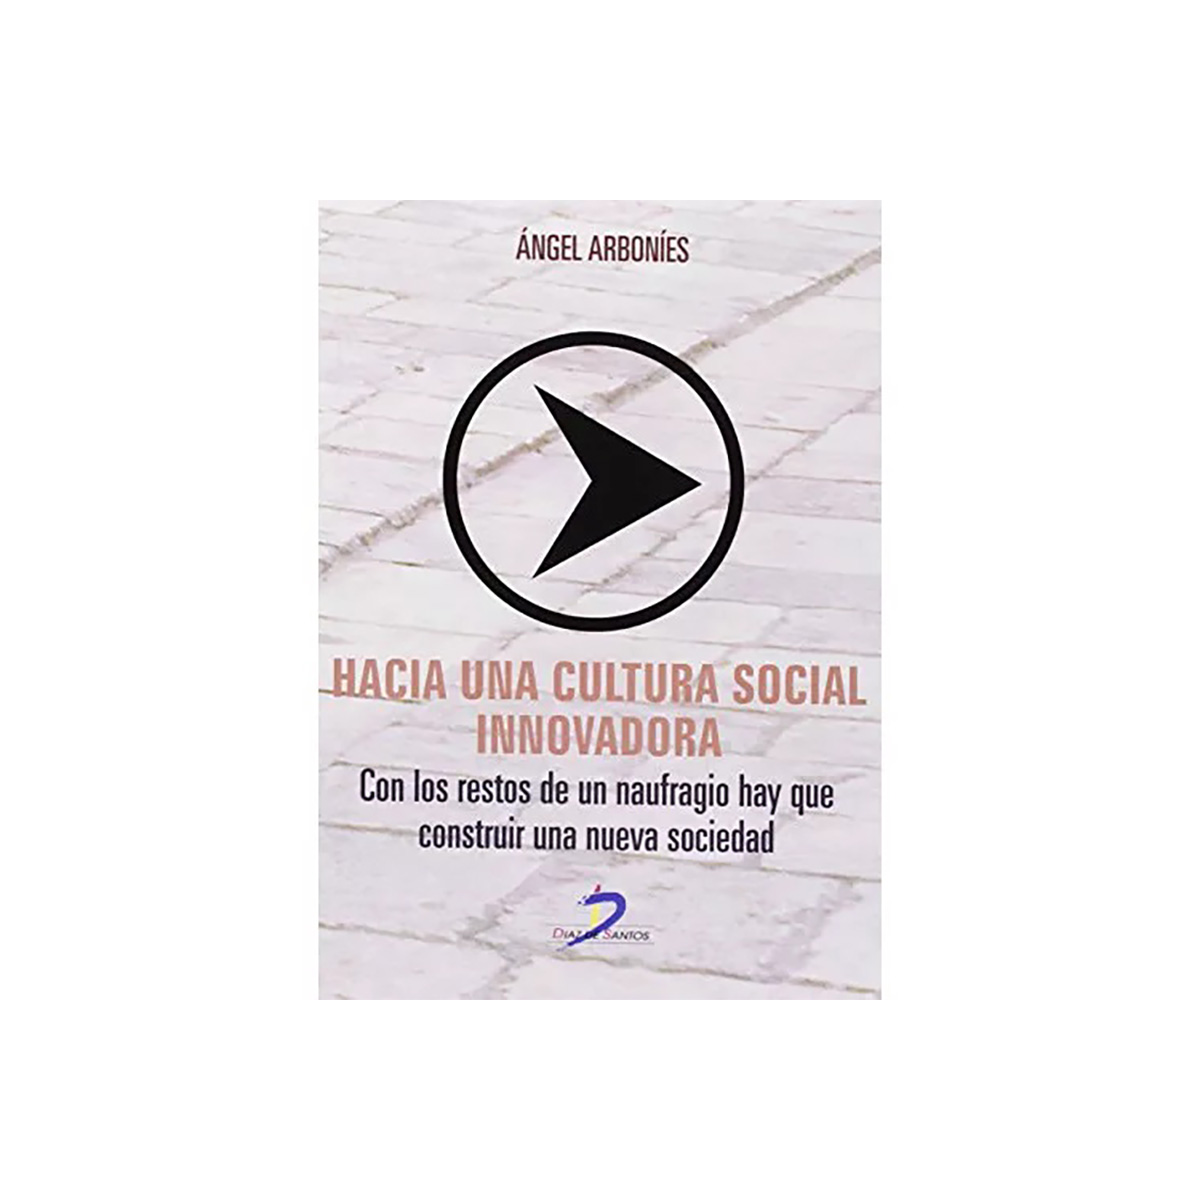 ÁNGEL ARBONÍES
HACIA UNA CULTURA SOCIAL
INNOVADORA
Con los restos de un naufragio hay que
construir una nueva sociedad
DIAZ DE SANTOS